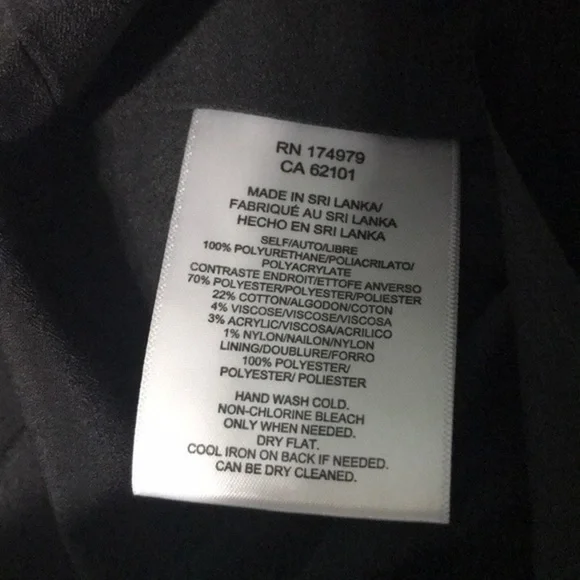 RN 174979
CA 62101
MADE IN SRI LANKA/
FABRIQUÉ AU SRI LANKA
HECHO EN SRI LANKA
SELF/AUTO/LIBRE
100% POLYURETHANE/POLIACRILATO/
POLYACRYLATE
CONTRASTE ENDROIT/ETTOFE ANVERSO
70% POLYESTER/POLYESTER/POLIESTER
22% COTTON/ALGODON/COTON
4% VISCOSE/VISCOSE/VISCOSA
3% ACRYLIC/VISCOSA/ACRILICO
1% NYLON/NAILON/NYLON
LINING/DOUBLURE/FORRO
100% POLYESTER/
POLYESTER/ POLIESTER
HAND WASH COLD.
NON-CHLORINE BLEACH
ONLY WHEN NEEDED.
DRY FLAT.
COOL IRON ON BACK IF NEEDED.
CAN BE DRY CLEANED.